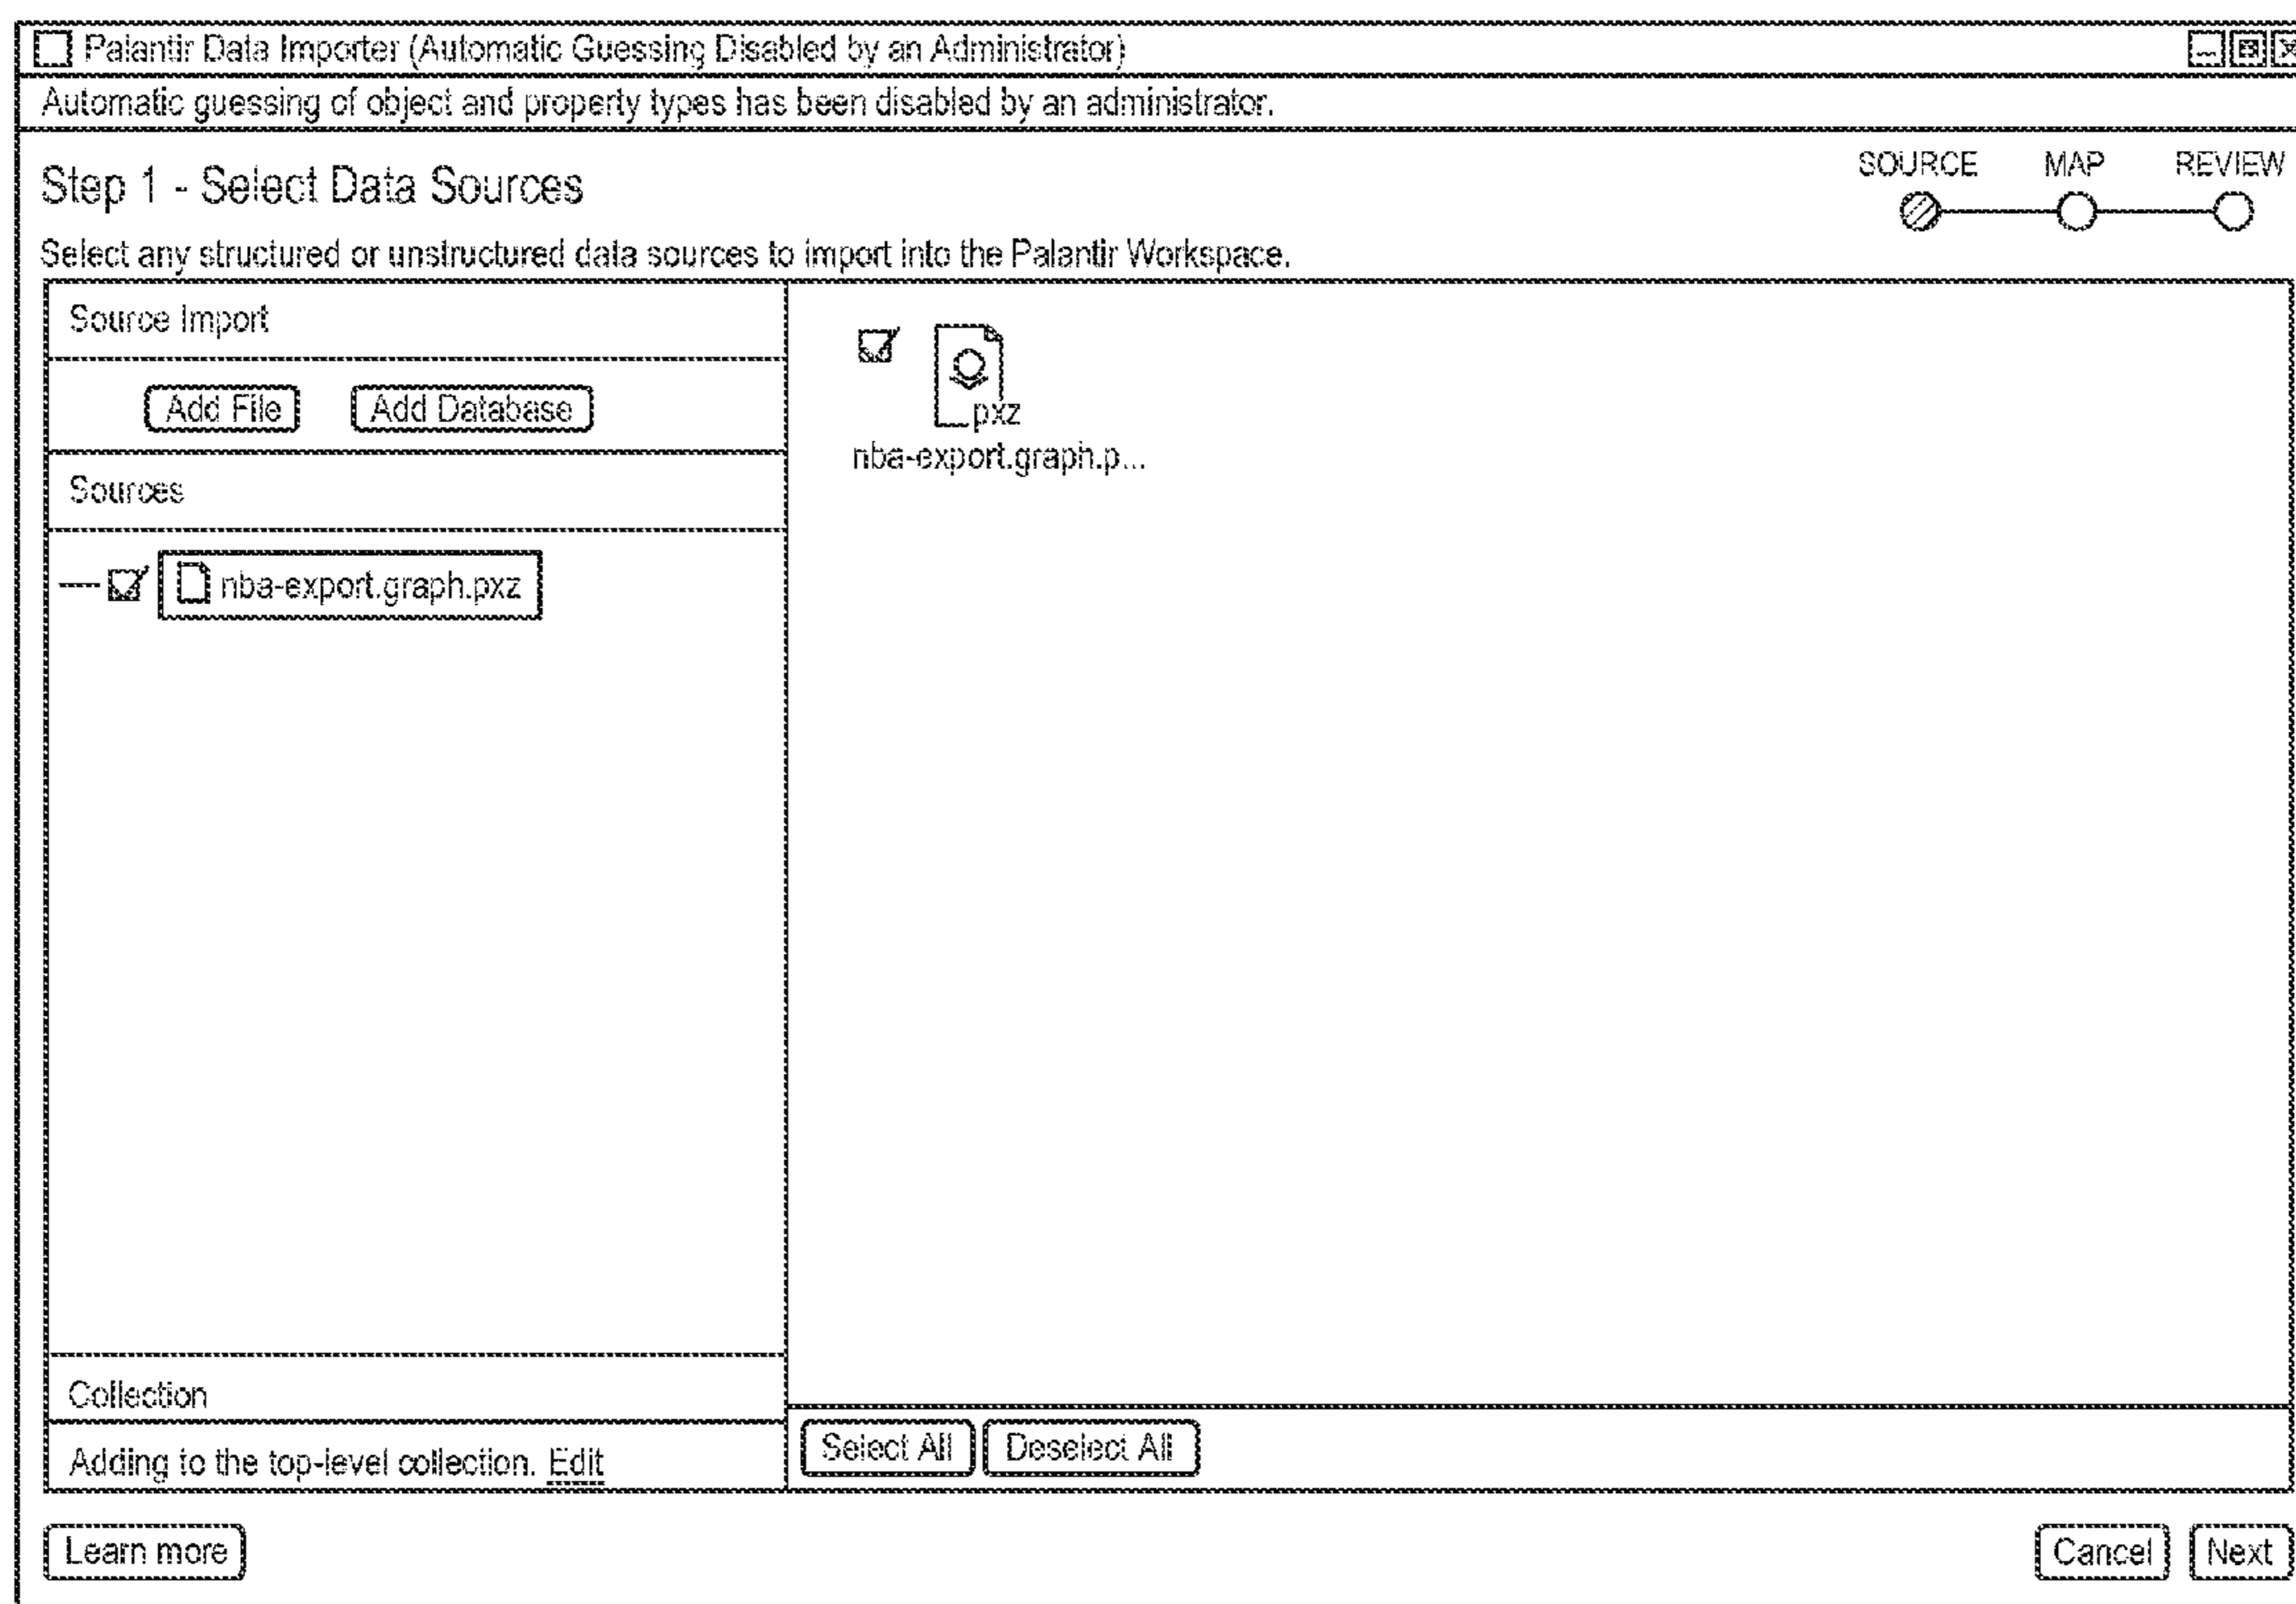 Palantir Data Importer (Automatic Guessing Disabled by an Administrator)
Automatic guessing of object and property types has been disabled by an administrator.
Step 1 - Select Data Sources
SOURCE MAP REVIEW
Select any structured or unstructured data sources to import into the Palantir Workspace.
Source Import
Add File Add Database
Sources
nba-export.graph.pxz
pxz
nba-export.graph.p...
Collection
Adding to the top-level collection. Edit
Select All Deselect All
Learn more
Cancel Next